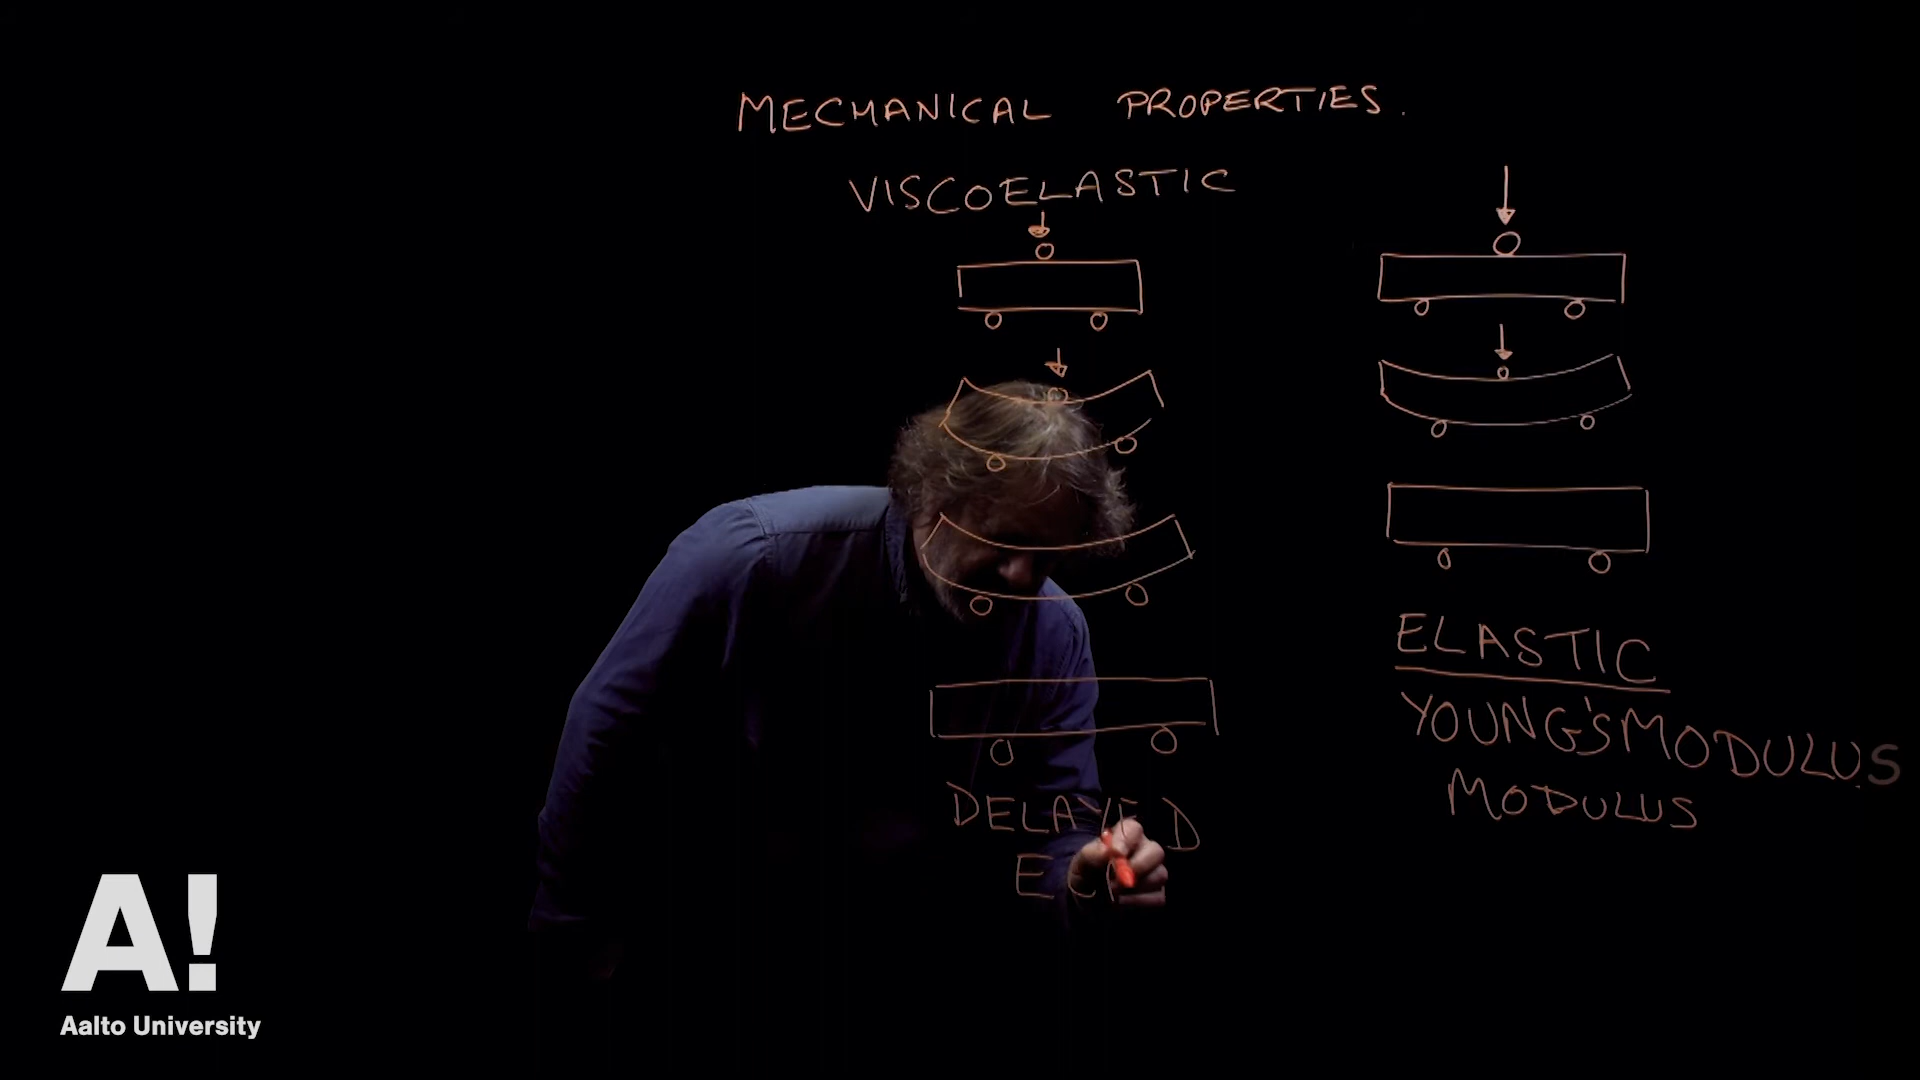 MECHANICAL PROPERTIES.
VISCOELASTIC
DELAYED
ELASTIC
YOUNG'S MODULUS
MODULUS
A!
Aalto University